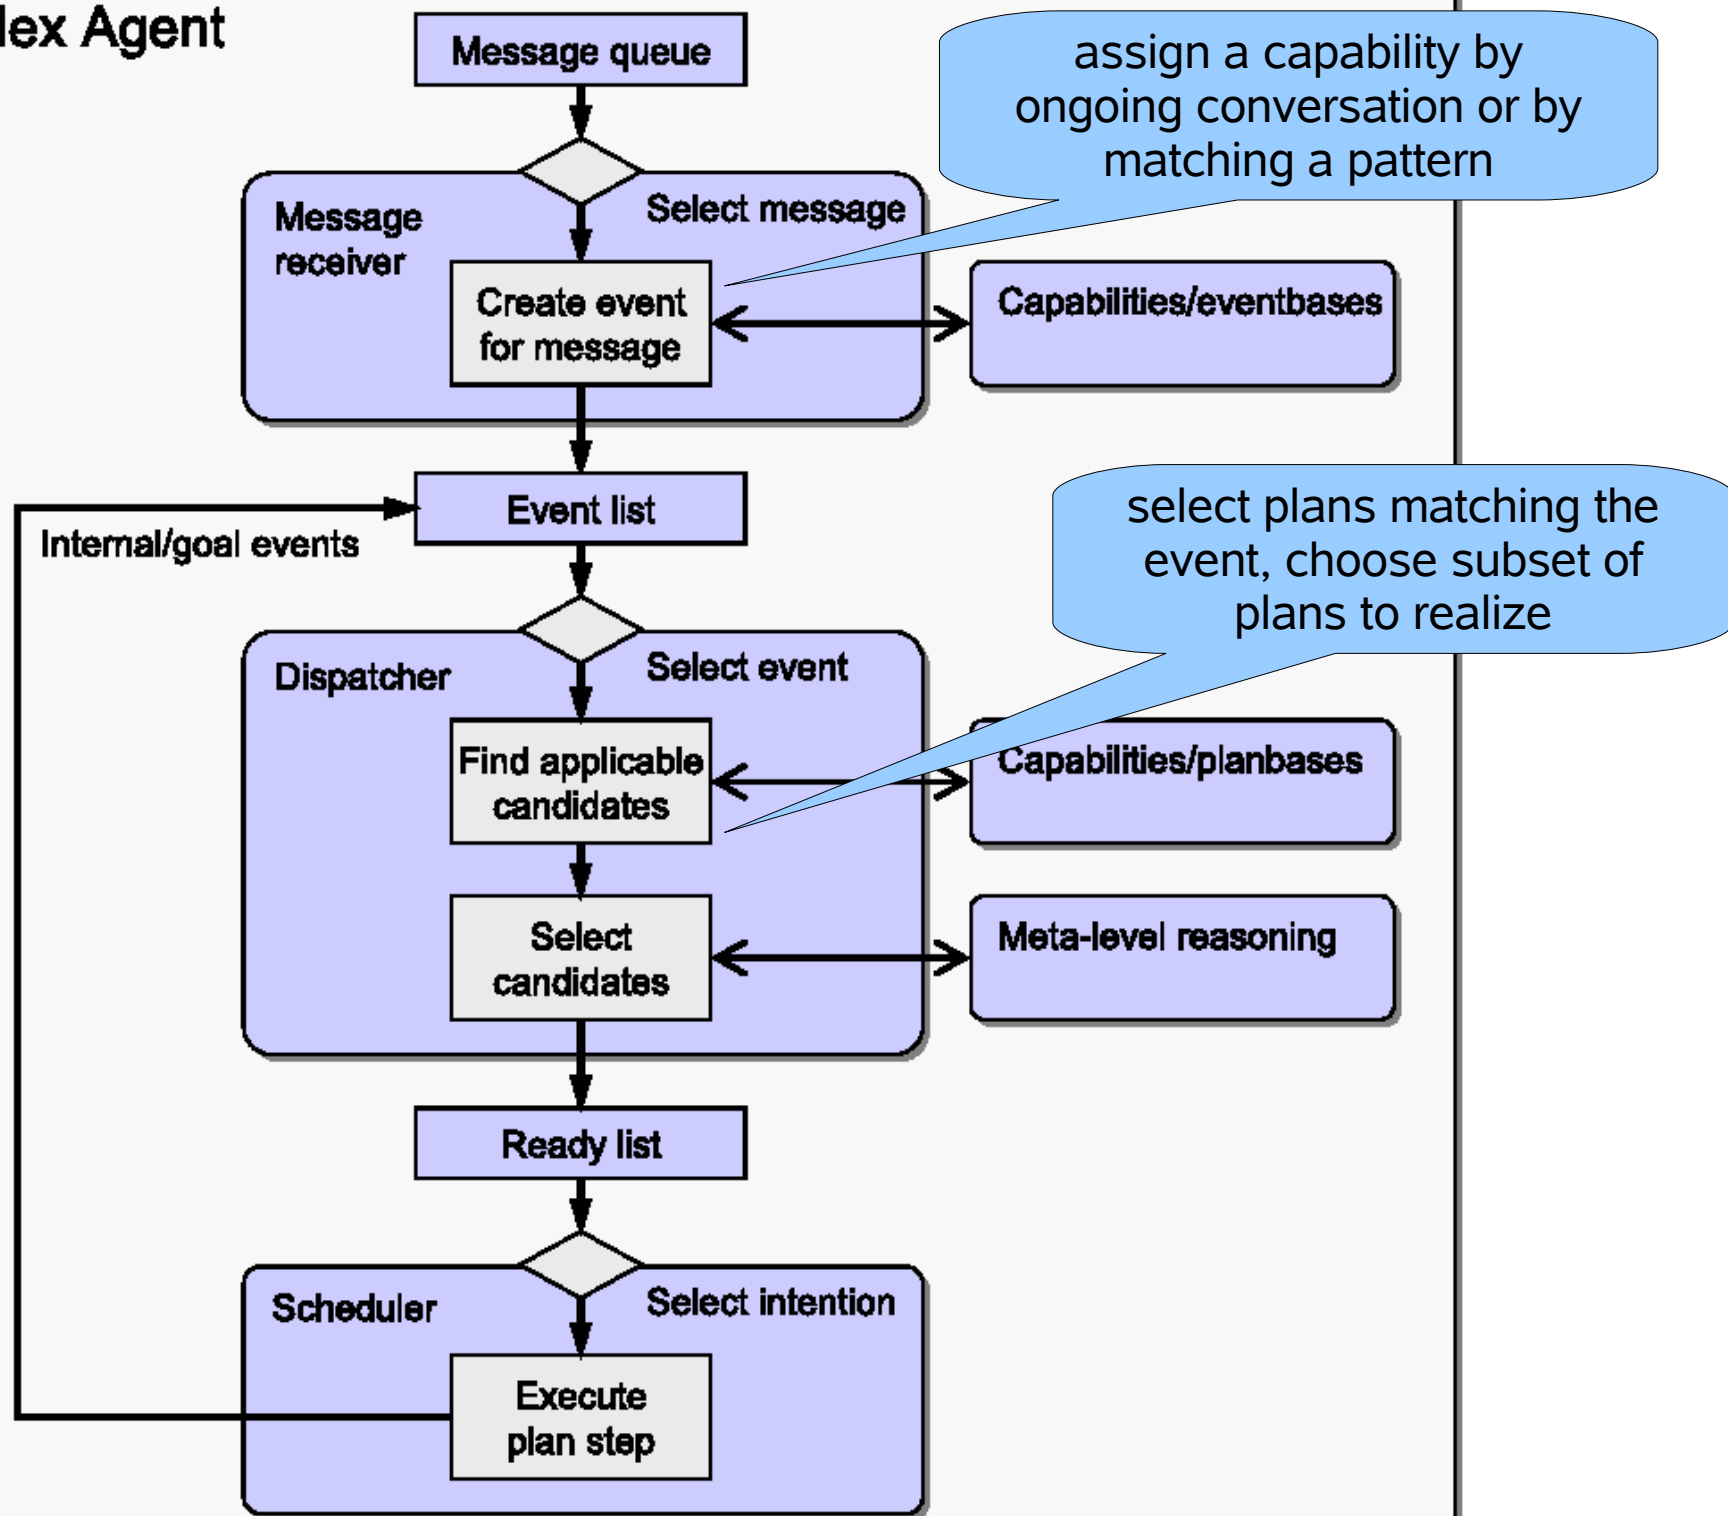 lex Agent
Message queue
assign a capability by
ongoing conversation or by
matching a pattern
Message
receiver
Select message
Create event
for message
Capabilities/eventbases
Event list
Internal/goal events
select plans matching the
event, choose subset of
plans to realize
Dispatcher
Select event
Find applicable
candidates
Capabilities/planbases
Select
candidates
Meta-level reasoning
Ready list
Scheduler
Select intention
Execute
plan step